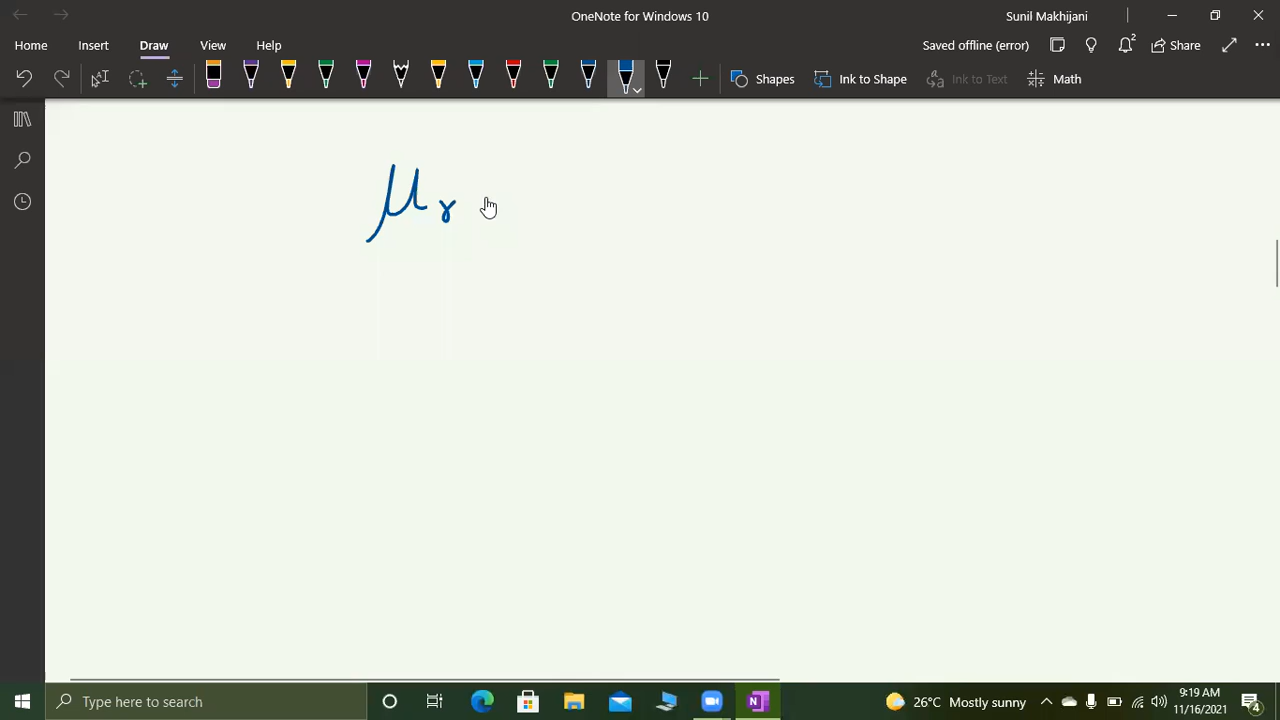 OneNote for Windows 10
Sunil Makhijani
Home Insert Draw View Help
Saved offline (error) Share
Shapes Ink to Shape Ink to Text Math
μᵣ
Type here to search
26°C Mostly sunny
9:19 AM
11/16/2021
4